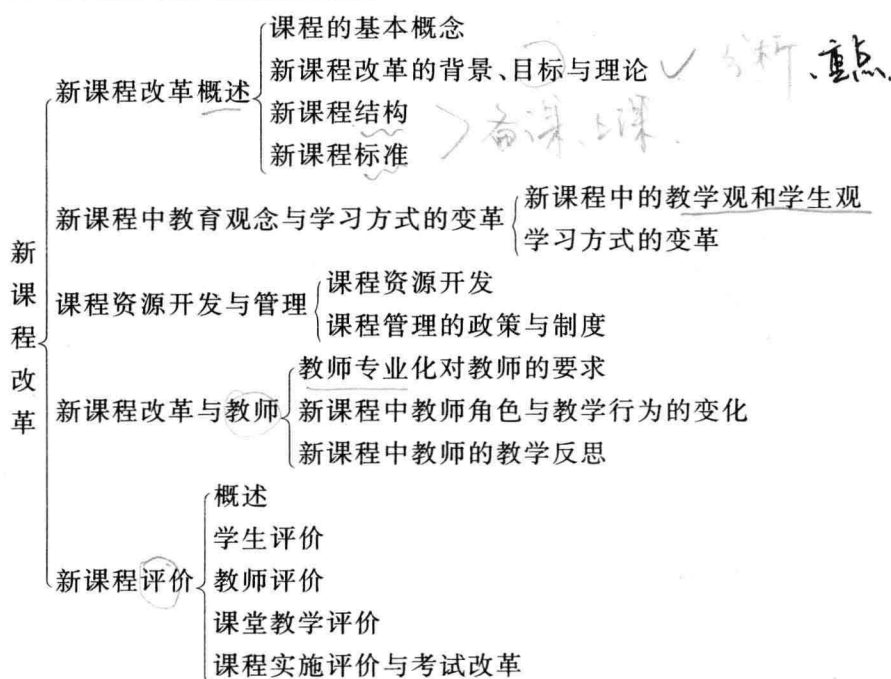 课程的基本概念
新课程改革的背景、目标与理论 ✓ 分析、重点
新课程改革概述
新课程结构
备课、上课
新课程标准
新课程中的教学观和学生观
新课程中教育观念与学习方式的变革
学习方式的变革
新课程改革
课程资源开发
课程资源开发与管理
课程管理的政策与制度
教师专业化对教师的要求
新课程改革与教师
新课程中教师角色与教学行为的变化
新课程中教师的教学反思
概述
学生评价
新课程评价
教师评价
课堂教学评价
课程实施评价与考试改革